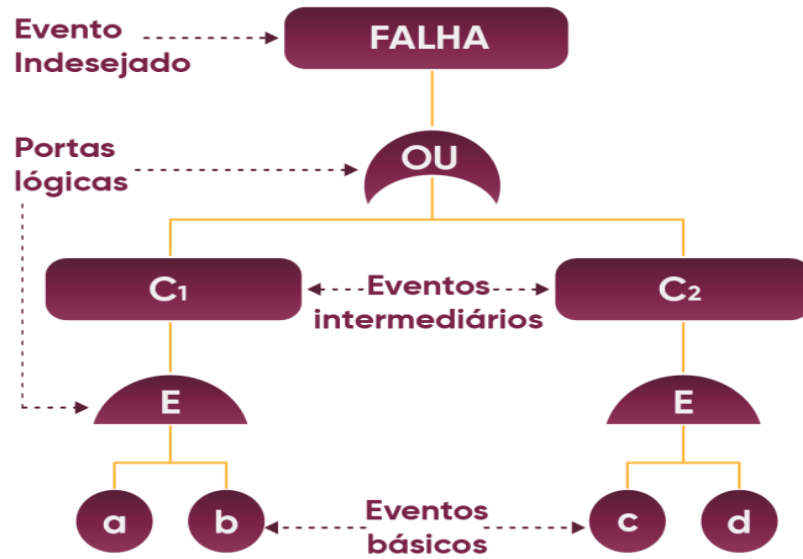 Evento
Indesejado
FALHA
Portas
lógicas
OU
C₁
Eventos
intermediários
C₂
E
E
a
b
Eventos
básicos
c
d